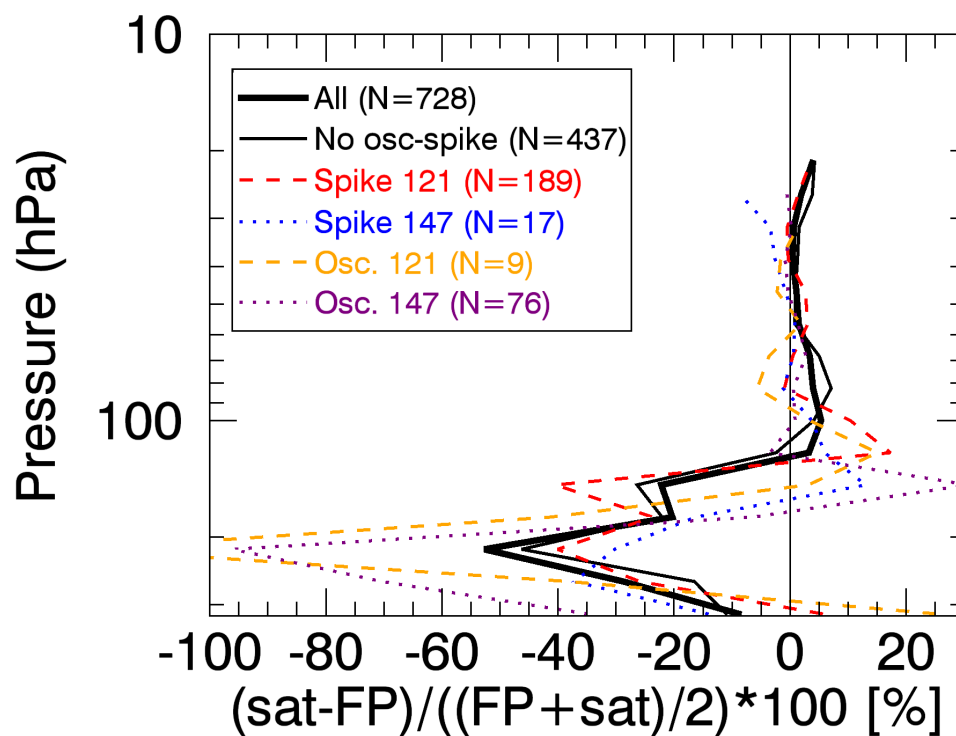 10
100
Pressure (hPa)
All (N=728)
No osc-spike (N=437)
Spike 121 (N=189)
Spike 147 (N=17)
Osc. 121 (N=9)
Osc. 147 (N=76)
-100 -80 -60 -40 -20 0 20
(sat-FP)/((FP+sat)/2)*100 [%]